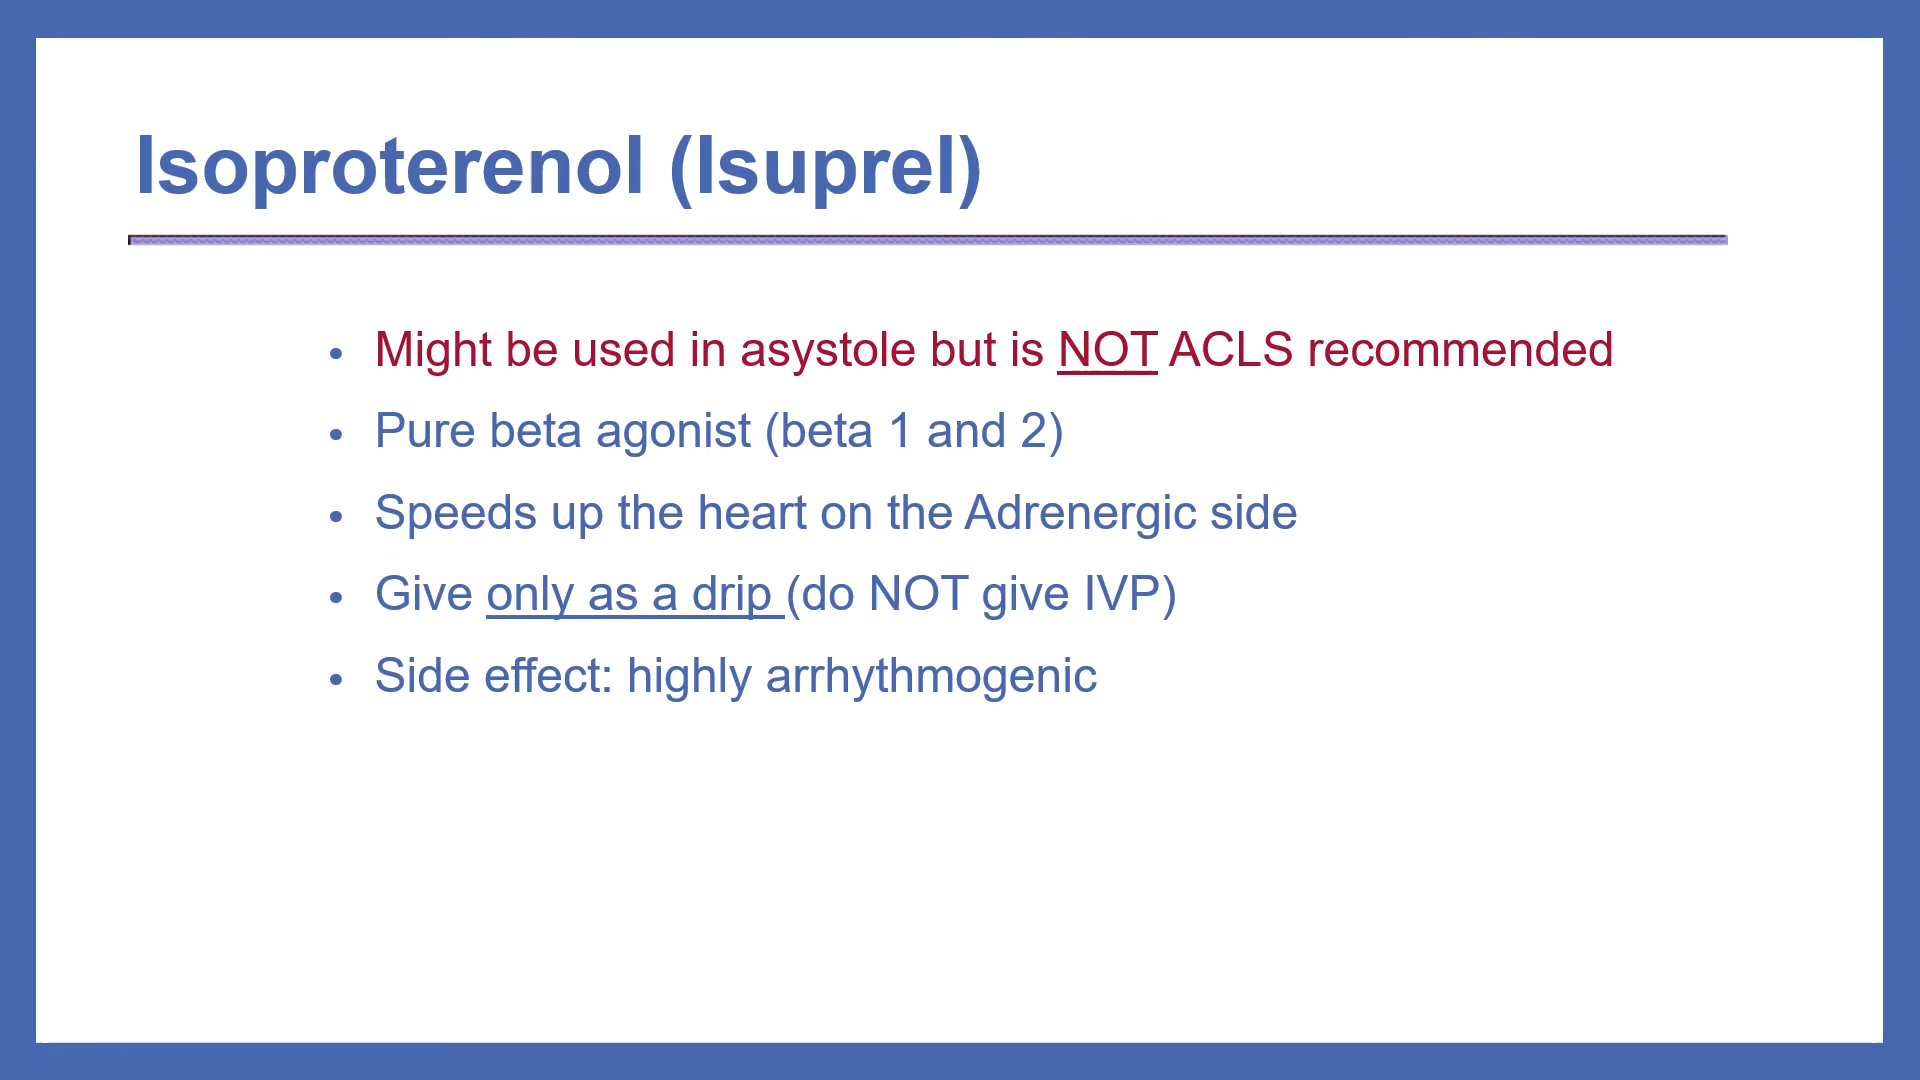 Isoproterenol (Isuprel)
• Might be used in asystole but is NOT ACLS recommended
• Pure beta agonist (beta 1 and 2)
• Speeds up the heart on the Adrenergic side
• Give only as a drip (do NOT give IVP)
• Side effect: highly arrhythmogenic